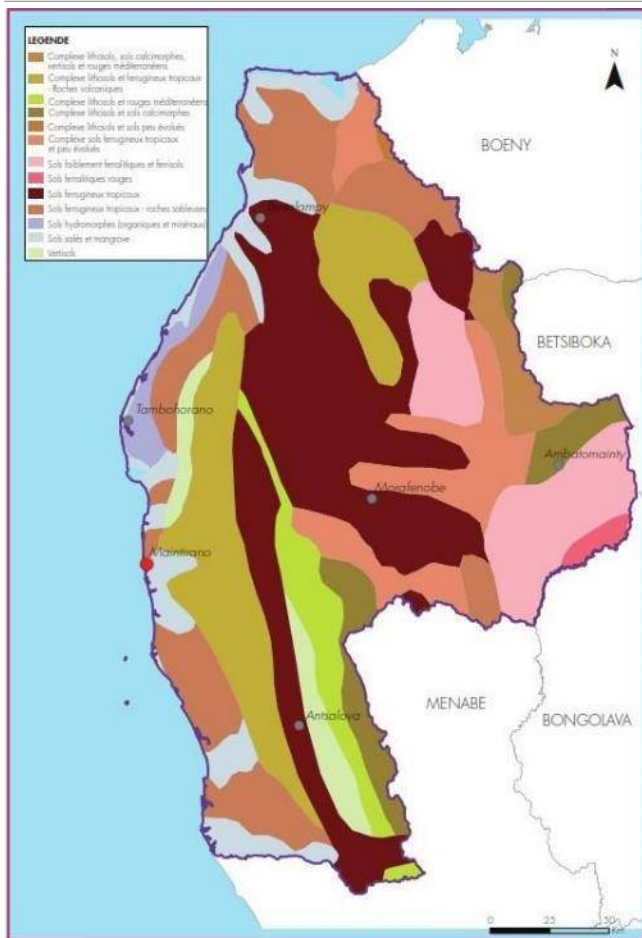 LEGENDE
Complexe lithosols, sols calcimorphes,
vertisols et rouges méditerranéens
Complexe lithosols et ferrugineux tropicaux
- Roches volcaniques
Complexe lithosols et rouges méditerranéens
Complexe lithosols et sols calcimorphes
Complexe lithosols et sols peu évolués
Complexe sols ferrugineux tropicaux
et peu évolués
Sols faiblement ferralitiques et ferrisols
Sols ferralitiques rouges
Sols ferrugineux tropicaux
Sols ferrugineux tropicaux - roches sableuses
Sols hydromorphes (organiques et minéraux)
Sols salés et mangrove
Vertisols
N
BOENY
BETSIBOKA
Tambohorano
Ambatomainty
Morafenobe
Maintirano
MENABE
BONGOLAVA
Antsalova
0 25 50